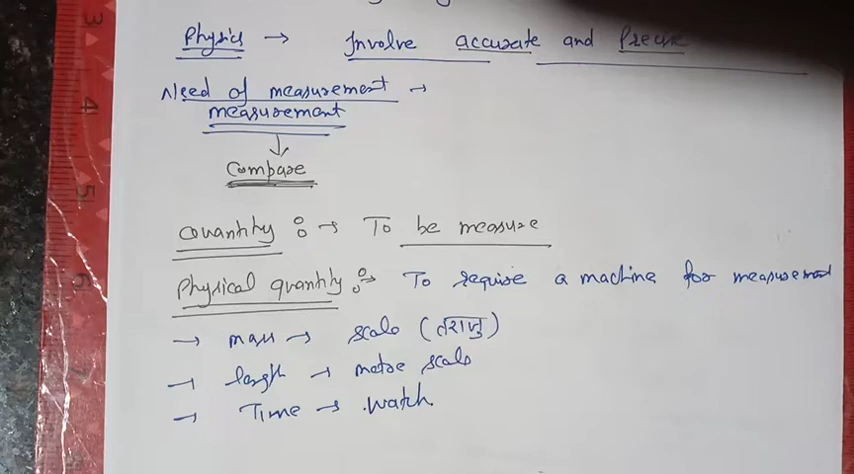 Physics → Involve accurate and Precise
Need of measurement →
measurement
↓
Compare
Quantity : → To be measure
Physical quantity : → To require a machine for measurement
→ mass → scale (तराजु)
→ length → metre scale
→ Time → watch.